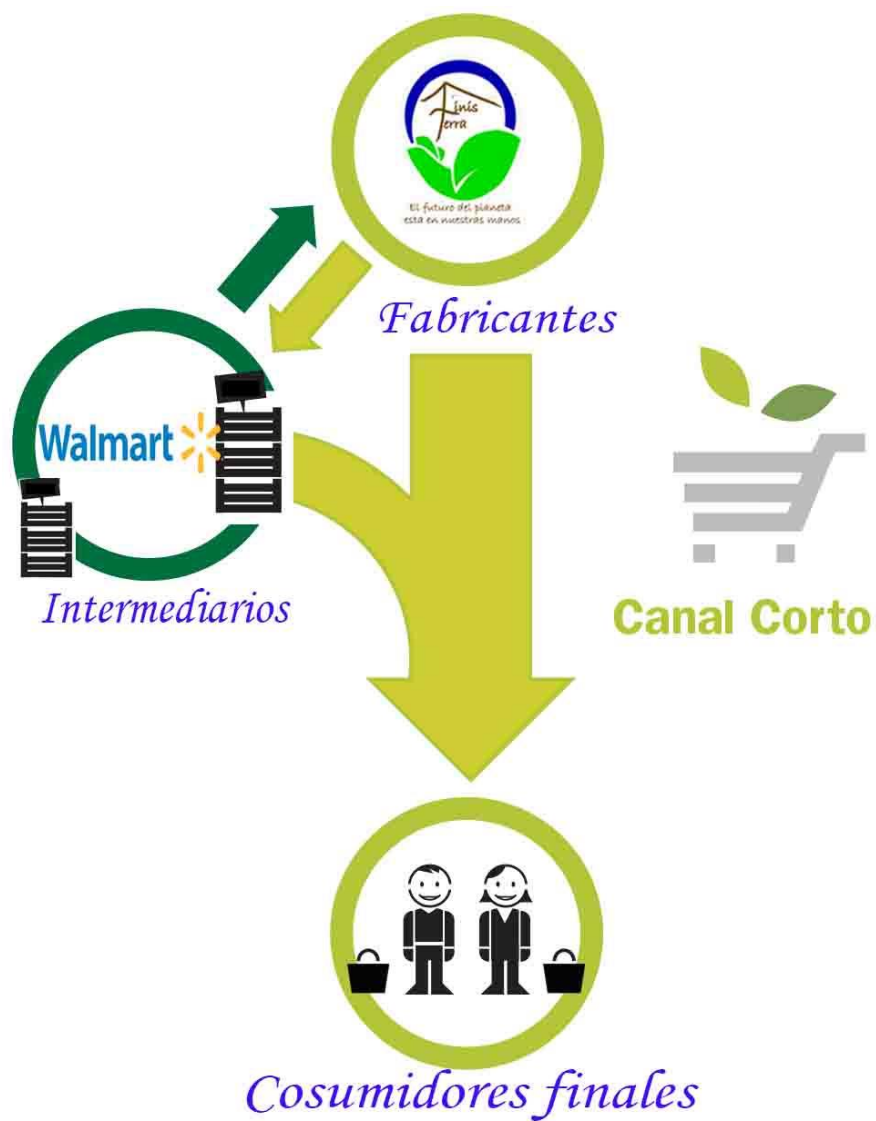 Finis
Terra
El futuro del planeta
esta en nuestras manos
Fabricantes
Walmart
Intermediarios
Canal Corto
Cosumidores finales